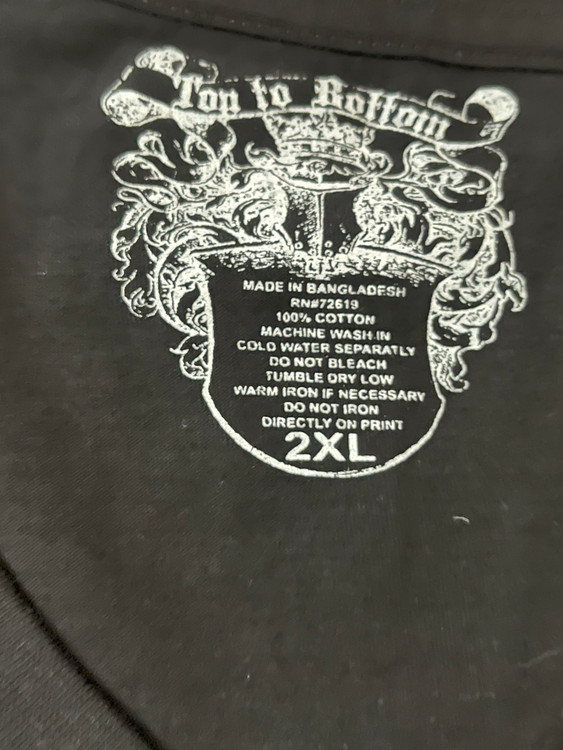 Top to Bottom
MADE IN BANGLADESH
RN#72619
100% COTTON
MACHINE WASH IN
COLD WATER SEPARATLY
DO NOT BLEACH
TUMBLE DRY LOW
WARM IRON IF NECESSARY
DO NOT IRON
DIRECTLY ON PRINT
2XL